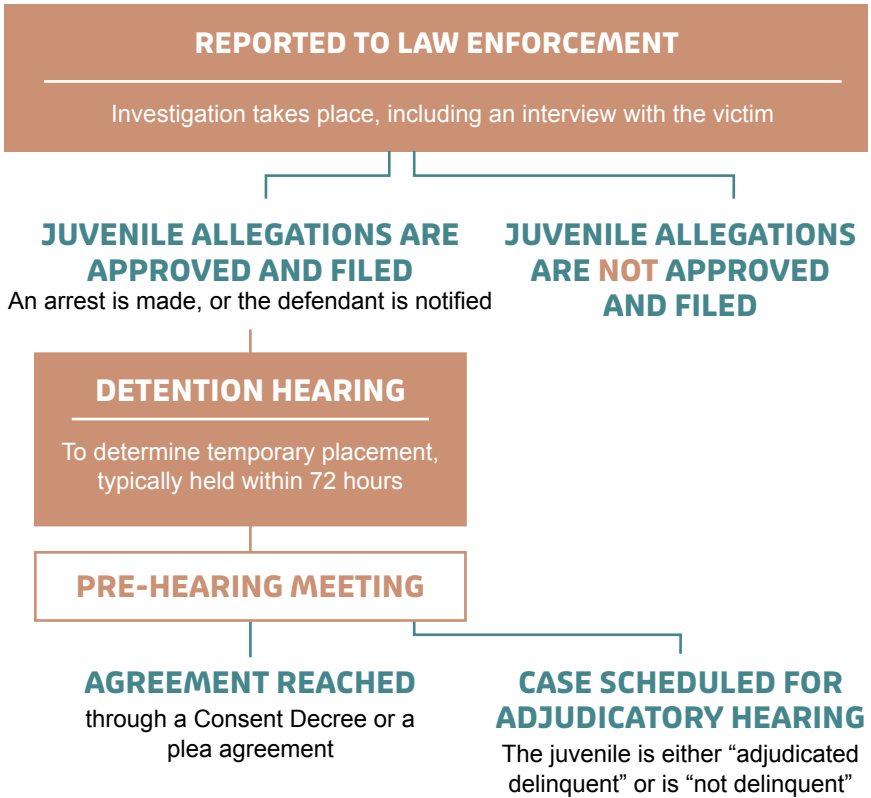 REPORTED TO LAW ENFORCEMENT
Investigation takes place, including an interview with the victim
JUVENILE ALLEGATIONS ARE
APPROVED AND FILED
An arrest is made, or the defendant is notified
JUVENILE ALLEGATIONS
ARE NOT APPROVED
AND FILED
DETENTION HEARING
To determine temporary placement,
typically held within 72 hours
PRE-HEARING MEETING
AGREEMENT REACHED
through a Consent Decree or a
plea agreement
CASE SCHEDULED FOR
ADJUDICATORY HEARING
The juvenile is either “adjudicated
delinquent” or is “not delinquent”